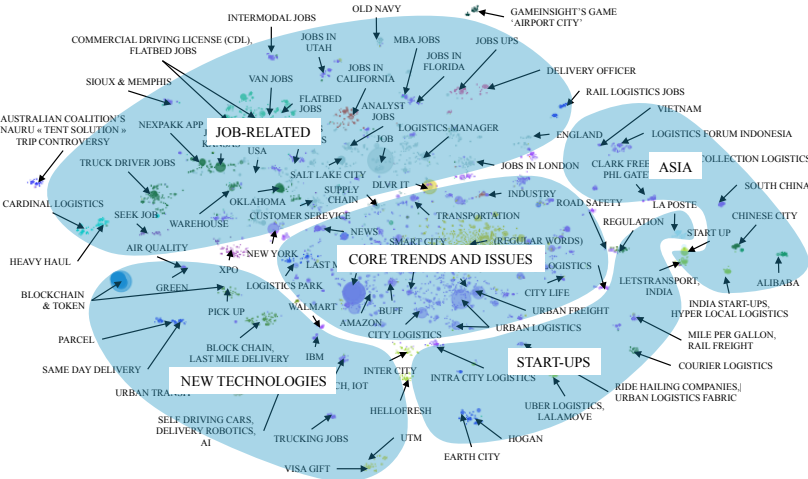 GAMEINSIGHT'S GAME
'AIRPORT CITY'
OLD NAVY
INTERMODAL JOBS
COMMERCIAL DRIVING LICENSE (CDL),
FLATBED JOBS
JOBS IN
UTAH
MBA JOBS
JOBS UPS
JOBS IN
FLORIDA
JOBS IN
CALIFORNIA
VAN JOBS
DELIVERY OFFICER
SIOUX & MEMPHIS
RAIL LOGISTICS JOBS
FLATBED
JOBS
ANALYST
JOBS
VIETNAM
AUSTRALIAN COALITION'S
NAURU « TENT SOLUTION »
TRIP CONTROVERSY
NEXPAKK APP
JOB-RELATED
LOGISTICS MANAGER
ENGLAND
LOGISTICS FORUM INDONESIA
JOB
KANSAS
USA
TRUCK DRIVER JOBS
SALT LAKE CITY
JOBS IN LONDON
CLARK FREE
PHL GATE
ASIA
COLLECTION LOGISTICS
DLVR IT
SUPPLY
CHAIN
OKLAHOMA
INDUSTRY
ROAD SAFETY
LA POSTE
SOUTH CHINA
CARDINAL LOGISTICS
SEEK JOB
WAREHOUSE
CUSTOMER SEREVICE
TRANSPORTATION
REGULATION
CHINESE CITY
NEWS
START UP
AIR QUALITY
NEW YORK
SMART CITY
(REGULAR WORDS)
HEAVY HAUL
XPO
LAST
CORE TRENDS AND ISSUES
LOGISTICS
GREEN
LOGISTICS PARK
CITY LIFE
LETSTRANSPORT,
INDIA
ALIBABA
BLOCKCHAIN
& TOKEN
PICK UP
WALMART
BUFF
URBAN FREIGHT
INDIA START-UPS,
HYPER LOCAL LOGISTICS
AMAZON
URBAN LOGISTICS
CITY LOGISTICS
PARCEL
BLOCK CHAIN,
LAST MILE DELIVERY
IBM
MILE PER GALLON,
RAIL FREIGHT
SAME DAY DELIVERY
INTER CITY
START-UPS
COURIER LOGISTICS
NEW TECHNOLOGIES
INTRA CITY LOGISTICS
URBAN
CH, IOT
RIDE HAILING COMPANIES,
URBAN LOGISTICS FABRIC
HELLOFRESH
UBER LOGISTICS,
LALAMOVE
SELF DRIVING CARS,
DELIVERY ROBOTICS,
AI
TRUCKING JOBS
UTM
HOGAN
EARTH CITY
VISA GIFT